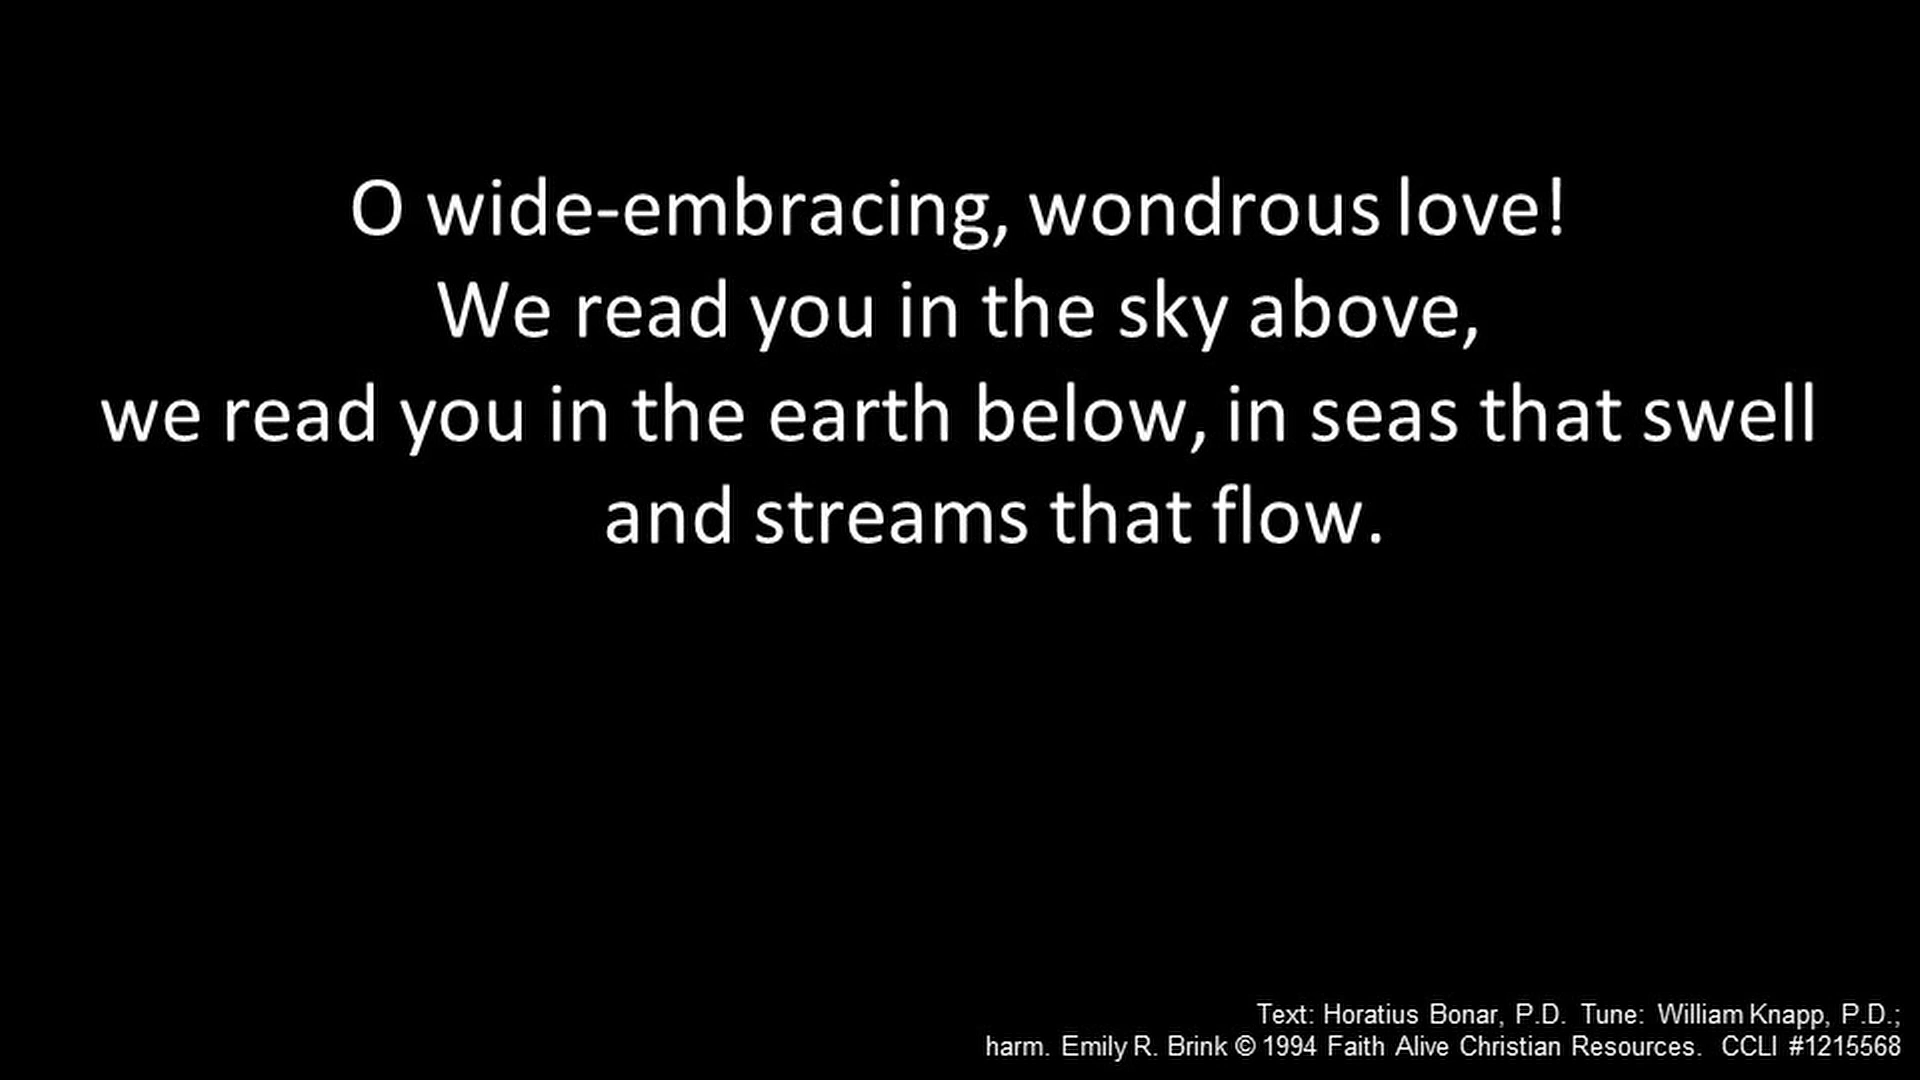 O wide-embracing, wondrous love!
We read you in the sky above,
we read you in the earth below, in seas that swell
and streams that flow.
Text: Horatius Bonar, P.D. Tune: William Knapp, P.D.;
harm. Emily R. Brink © 1994 Faith Alive Christian Resources. CCLI #1215568